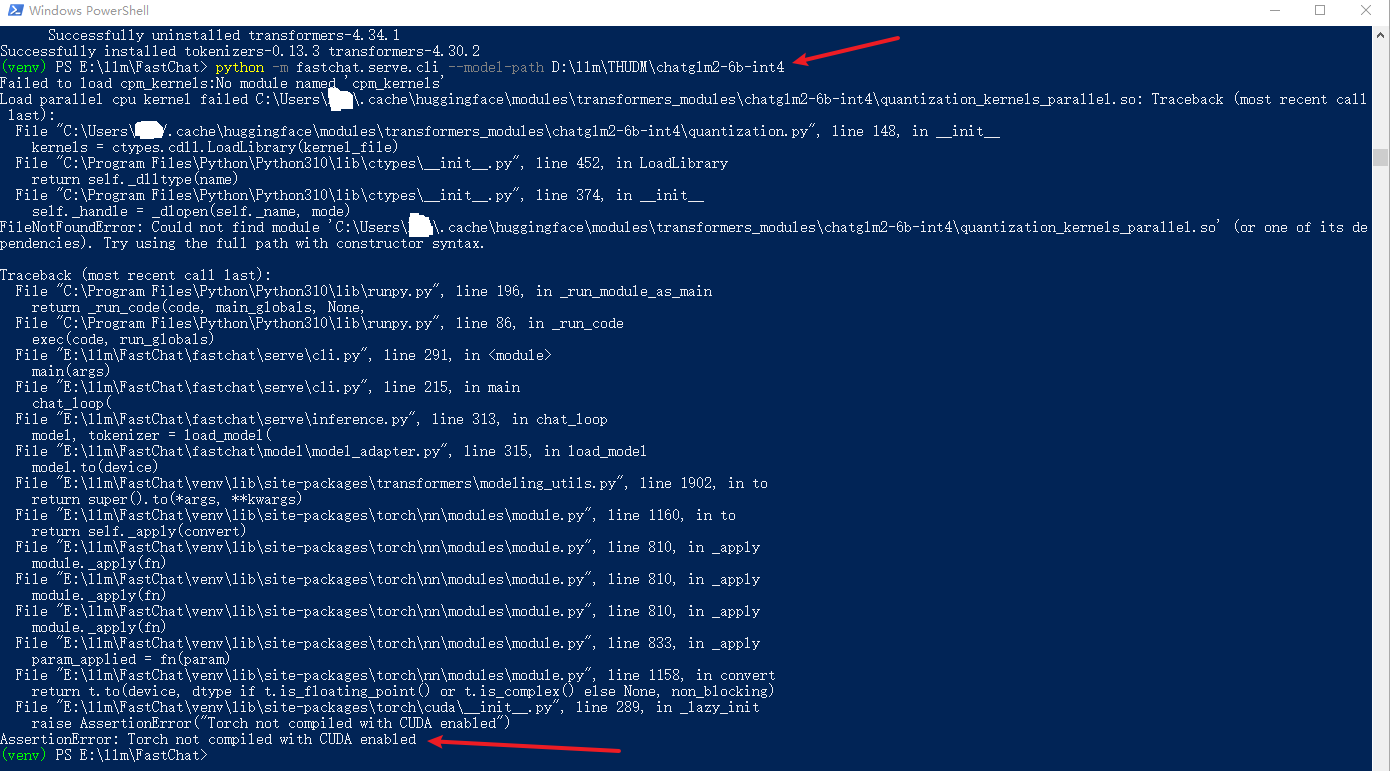 Windows PowerShell
Successfully uninstalled transformers-4.34.1
Successfully installed tokenizers-0.13.3 transformers-4.30.2
(venv) PS E:\llm\FastChat> python -m fastchat.serve.cli --model-path D:\llm\THUDM\chatglm2-6b-int4
Failed to load cpm_kernels:No module named 'cpm_kernels'
Load parallel cpu kernel failed C:\Users\ \.cache\huggingface\modules\transformers_modules\chatglm2-6b-int4\quantization_kernels_parallel.so: Traceback (most recent call
last):
File "C:\Users\ /.cache\huggingface\modules\transformers_modules\chatglm2-6b-int4\quantization.py", line 148, in __init__
kernels = ctypes.cdll.LoadLibrary(kernel_file)
File "C:\Program Files\Python\Python310\lib\ctypes\__init__.py", line 452, in LoadLibrary
return self._dlltype(name)
File "C:\Program Files\Python\Python310\lib\ctypes\__init__.py", line 374, in __init__
self._handle = _dlopen(self._name, mode)
FileNotFoundError: Could not find module 'C:\Users\ \.cache\huggingface\modules\transformers_modules\chatglm2-6b-int4\quantization_kernels_parallel.so' (or one of its de
pendencies). Try using the full path with constructor syntax.
Traceback (most recent call last):
File "C:\Program Files\Python\Python310\lib\runpy.py", line 196, in _run_module_as_main
return _run_code(code, main_globals, None,
File "C:\Program Files\Python\Python310\lib\runpy.py", line 86, in _run_code
exec(code, run_globals)
File "E:\llm\FastChat\fastchat\serve\cli.py", line 291, in <module>
main(args)
File "E:\llm\FastChat\fastchat\serve\cli.py", line 215, in main
chat_loop(
File "E:\llm\FastChat\fastchat\serve\inference.py", line 313, in chat_loop
model, tokenizer = load_model(
File "E:\llm\FastChat\fastchat\model\model_adapter.py", line 315, in load_model
model.to(device)
File "E:\llm\FastChat\venv\lib\site-packages\transformers\modeling_utils.py", line 1902, in to
return super().to(*args, **kwargs)
File "E:\llm\FastChat\venv\lib\site-packages\torch\nn\modules\module.py", line 1160, in to
return self._apply(convert)
File "E:\llm\FastChat\venv\lib\site-packages\torch\nn\modules\module.py", line 810, in _apply
module._apply(fn)
File "E:\llm\FastChat\venv\lib\site-packages\torch\nn\modules\module.py", line 810, in _apply
module._apply(fn)
File "E:\llm\FastChat\venv\lib\site-packages\torch\nn\modules\module.py", line 810, in _apply
module._apply(fn)
File "E:\llm\FastChat\venv\lib\site-packages\torch\nn\modules\module.py", line 833, in _apply
param_applied = fn(param)
File "E:\llm\FastChat\venv\lib\site-packages\torch\nn\modules\module.py", line 1158, in convert
return t.to(device, dtype if t.is_floating_point() or t.is_complex() else None, non_blocking)
File "E:\llm\FastChat\venv\lib\site-packages\torch\cuda\__init__.py", line 289, in _lazy_init
raise AssertionError("Torch not compiled with CUDA enabled")
AssertionError: Torch not compiled with CUDA enabled
(venv) PS E:\llm\FastChat>